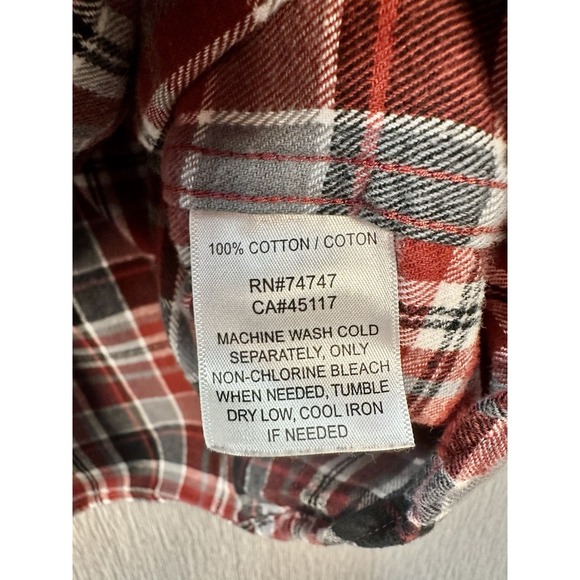 100% COTTON / COTON
RN#74747
CA#45117
MACHINE WASH COLD
SEPARATELY, ONLY
NON-CHLORINE BLEACH
WHEN NEEDED, TUMBLE
DRY LOW, COOL IRON
IF NEEDED